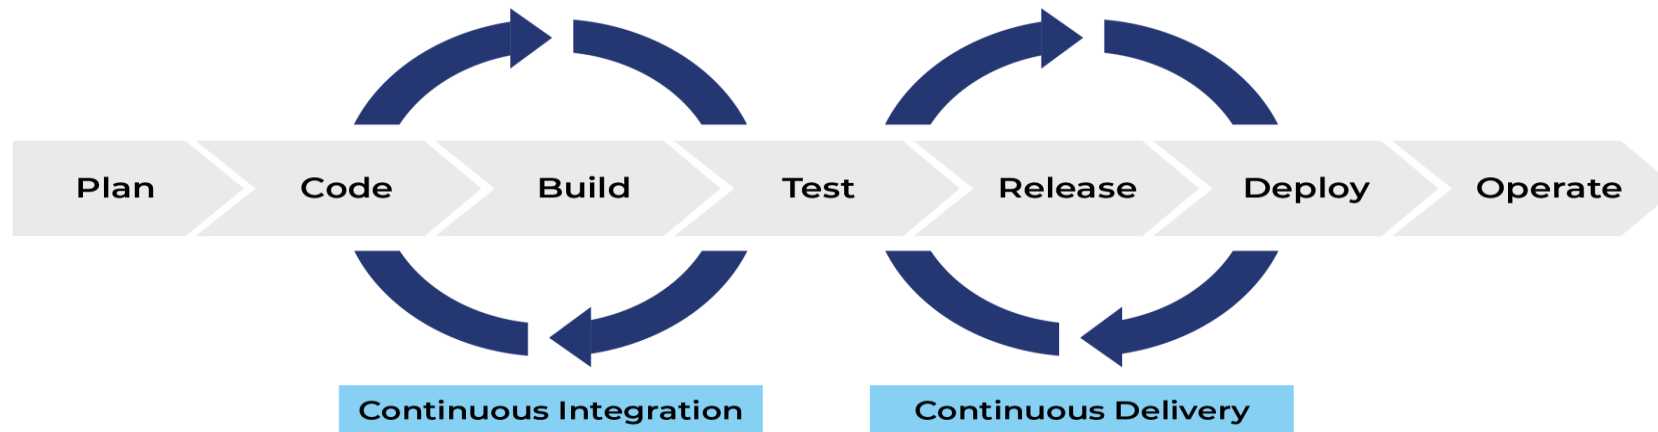 Plan Code Build Test Release Deploy Operate
Continuous Integration Continuous Delivery